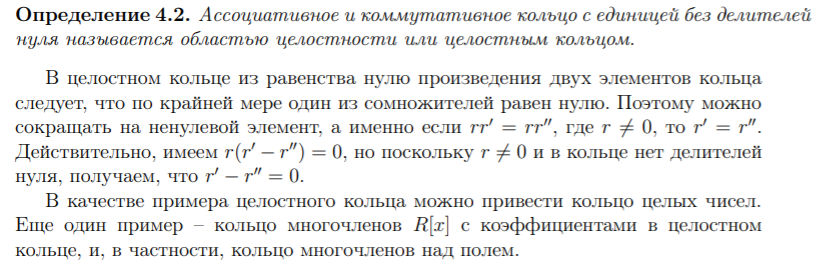 Определение 4.2. Ассоциативное и коммутативное кольцо с единицей без делителей
нуля называется областью целостности или целостным кольцом.
В целостном кольце из равенства нулю произведения двух элементов кольца
следует, что по крайней мере один из сомножителей равен нулю. Поэтому можно
сокращать на ненулевой элемент, а именно если rr′ = rr″, где r ≠ 0, то r′ = r″.
Действительно, имеем r(r′ − r″) = 0, но поскольку r ≠ 0 и в кольце нет делителей
нуля, получаем, что r′ − r″ = 0.
В качестве примера целостного кольца можно привести кольцо целых чисел.
Еще один пример – кольцо многочленов R[x] с коэффициентами в целостном
кольце, и, в частности, кольцо многочленов над полем.